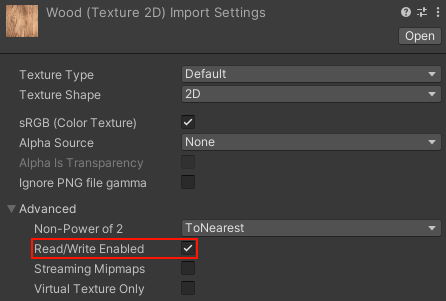 Wood (Texture 2D) Import Settings
Open
Texture Type Default
Texture Shape 2D
sRGB (Color Texture)
Alpha Source None
Alpha Is Transparency
Ignore PNG file gamma
Advanced
Non-Power of 2 ToNearest
Read/Write Enabled
Streaming Mipmaps
Virtual Texture Only